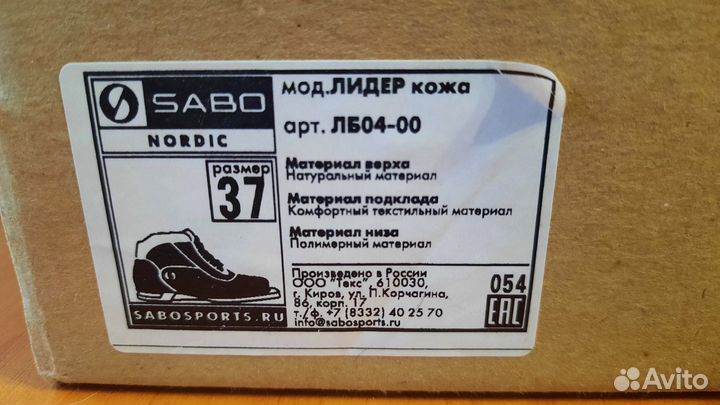 SABO
NORDIC
размер
37
SABOSPORTS.RU
мод.ЛИДЕР кожа
арт. ЛБ04-00
Материал верха
Натуральный материал
Материал подклада
Комфортный текстильный материал
Материал низа
Полимерный материал
Произведено в России
ООО "Текс" 610030,
г. Киров, ул. П.Корчагина,
86, корп. 17
т./ф. +7 (8332) 40 25 70
info@sabosports.ru
054
EAC
Avito